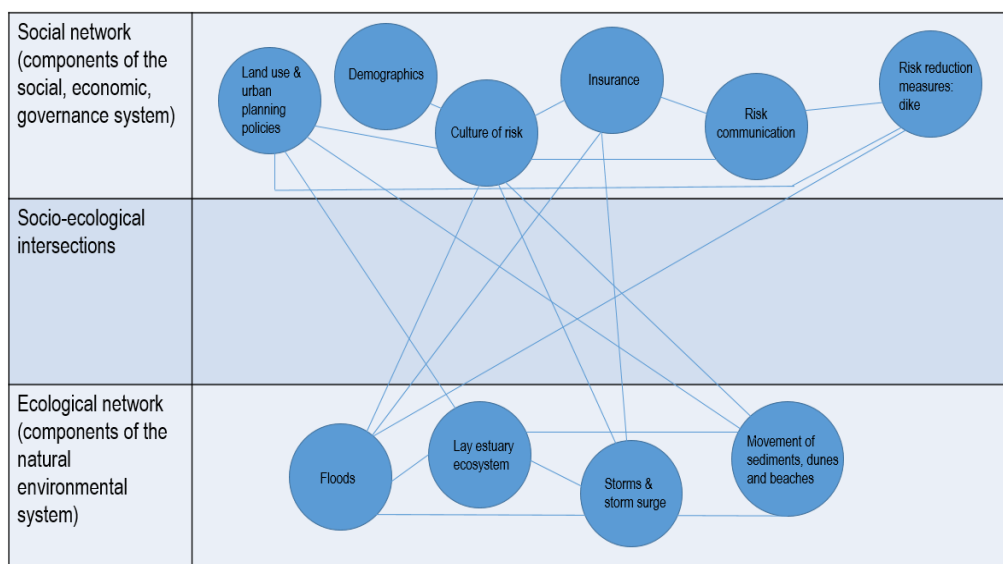 Social network
(components of the
social, economic,
governance system)
Land use &
urban
planning
policies
Demographics
Culture of risk
Insurance
Risk
communication
Risk reduction
measures:
dike
Socio-ecological
intersections
Ecological network
(components of the
natural
environmental
system)
Floods
Lay estuary
ecosystem
Storms &
storm surge
Movement of
sediments, dunes
and beaches